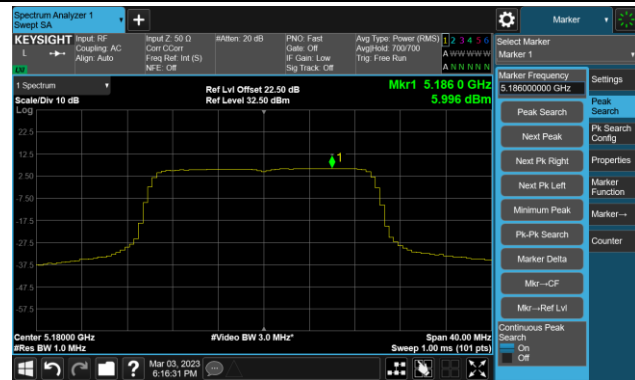 Spectrum Analyzer 1
Swept SA
+
Marker
KEYSIGHT
L
LW
Input: RF
Coupling: AC
Align: Auto
Input Z: 50 Ω
Corr CCorr
Freq Ref: Int (S)
NFE: Off
#Atten: 20 dB
PNO: Fast
Gate: Off
IF Gain: Low
Sig Track: Off
Avg Type: Power (RMS)
Avg|Hold: 700/700
Trig: Free Run
1 2 3 4 5 6
A W W W W W
A N N N N N
Select Marker
Marker 1
1 Spectrum
Scale/Div 10 dB
Ref Lvl Offset 22.50 dB
Ref Level 32.50 dBm
Mkr1 5.186 0 GHz
5.996 dBm
Log
22.5
12.5
2.50
-7.50
-17.5
-27.5
-37.5
-47.5
-57.5
1
Center 5.18000 GHz
#Res BW 1.0 MHz
#Video BW 3.0 MHz*
Span 40.00 MHz
Sweep 1.00 ms (101 pts)
Marker Frequency
5.186000000 GHz
Peak Search
Next Peak
Next Pk Right
Next Pk Left
Minimum Peak
Pk-Pk Search
Marker Delta
Mkr→CF
Mkr→Ref Lvl
Continuous Peak
Search
On
Off
Settings
Peak
Search
Pk Search
Config
Properties
Marker
Function
Marker→
Counter
?
Mar 03, 2023
6:16:31 PM